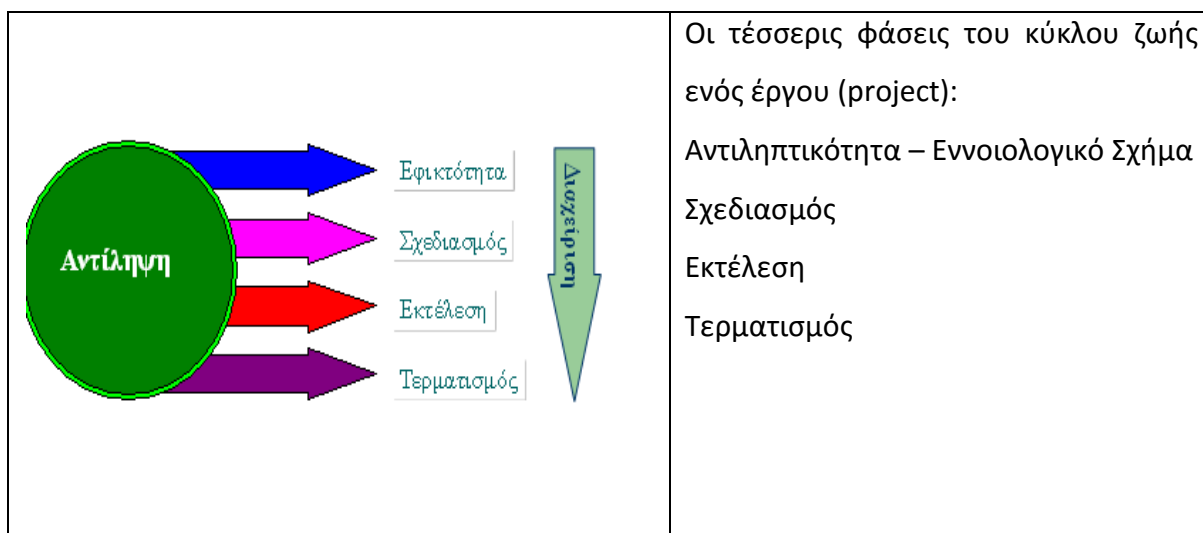 Αντίληψη
Εφικτότητα
Σχεδιασμός
Εκτέλεση
Τερματισμός
Διαχείριση
Οι τέσσερις φάσεις του κύκλου ζωής
ενός έργου (project):
Αντιληπτικότητα – Εννοιολογικό Σχήμα
Σχεδιασμός
Εκτέλεση
Τερματισμός